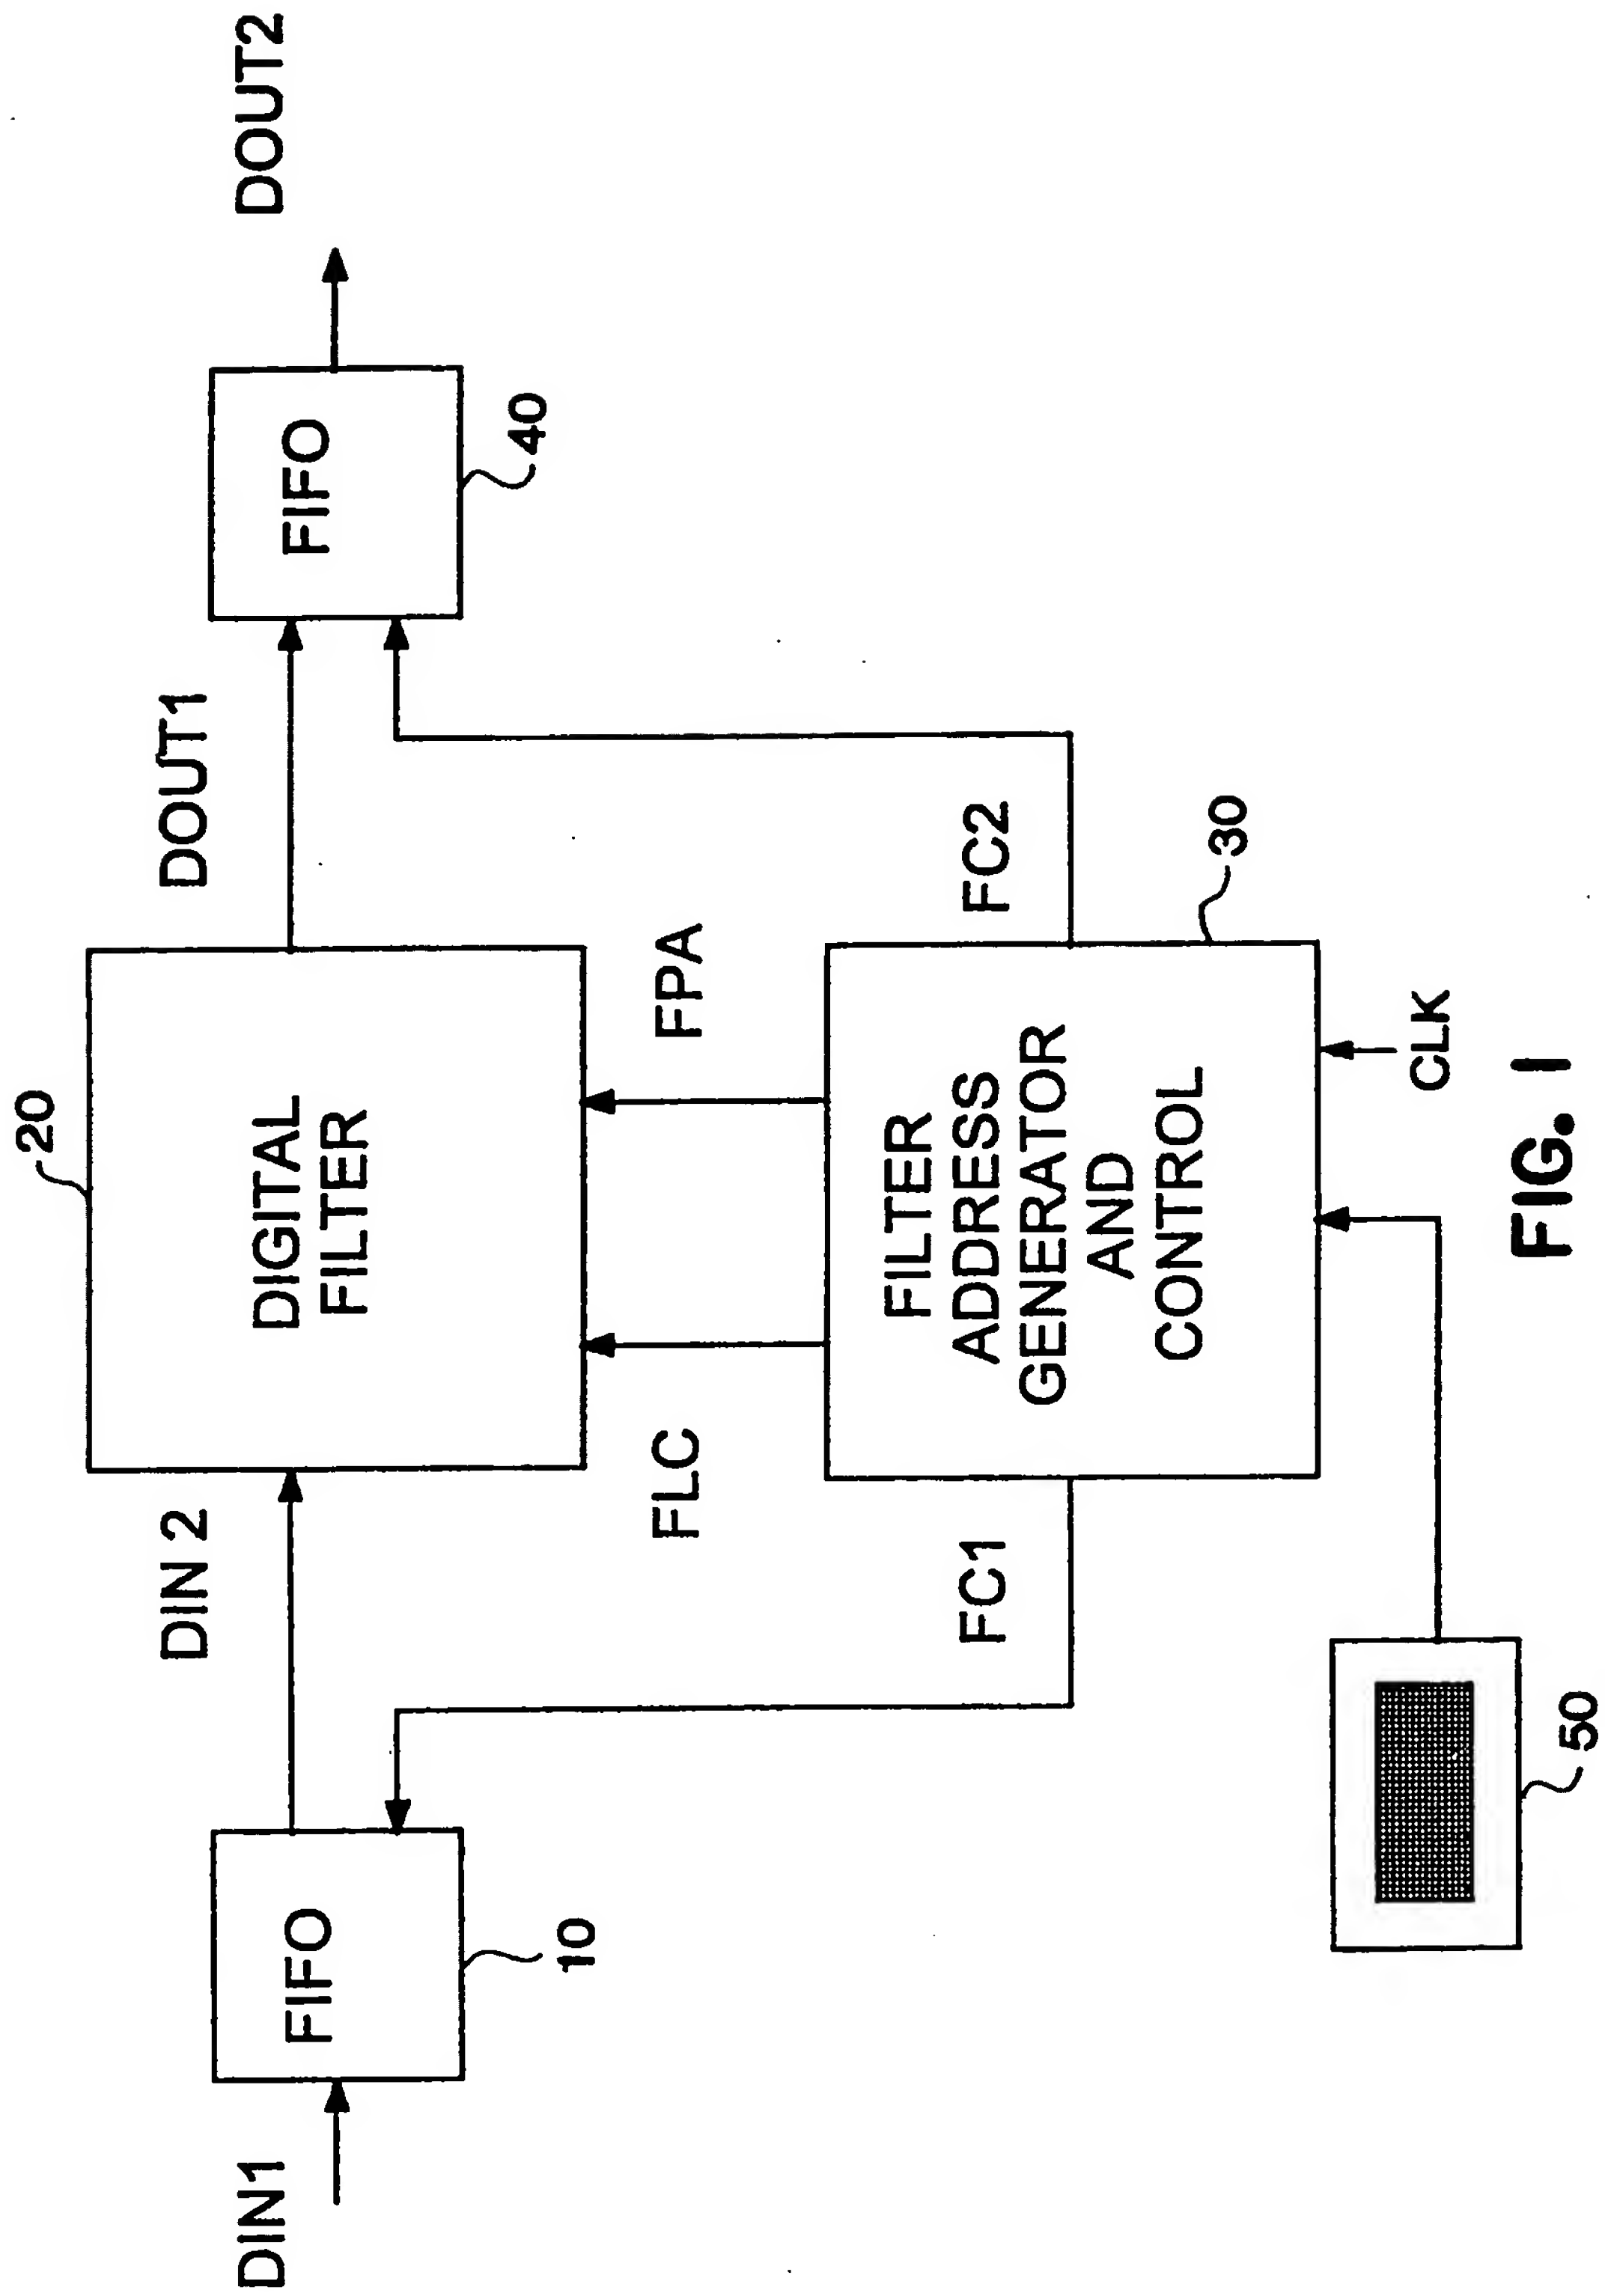 20
DIN1
FIFO
10
DIN 2
DIGITAL
FILTER
DOUT1
FIFO
40
DOUT2
FLC
FPA
FC1
FILTER
ADDRESS
GENERATOR
AND
CONTROL
FC2
30
CLK
50
FIG. 1